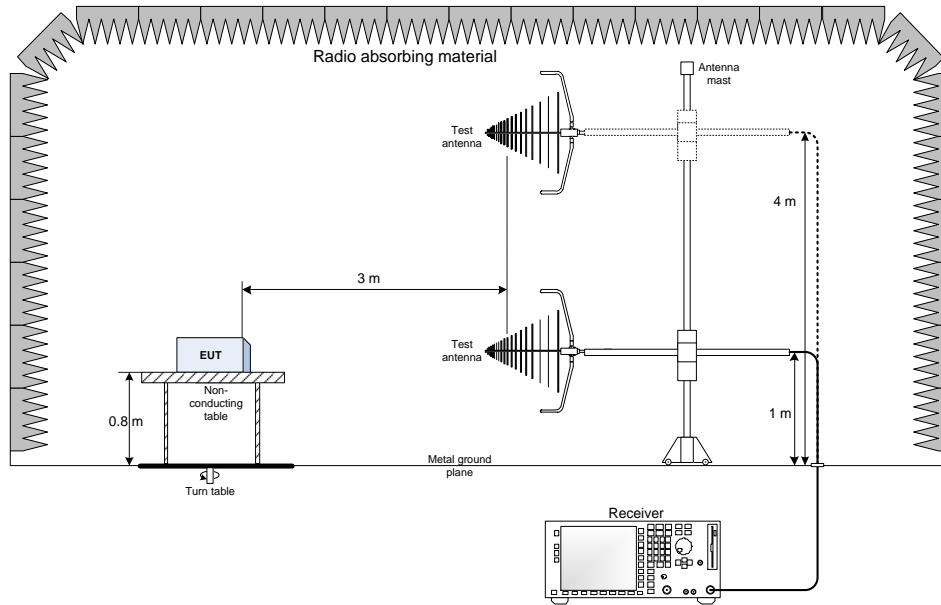 Radio absorbing material
Antenna
mast
Test
antenna
4 m
3 m
Test
antenna
EUT
Non-
conducting
table
0.8 m
1 m
Metal ground
plane
Turn table
Receiver